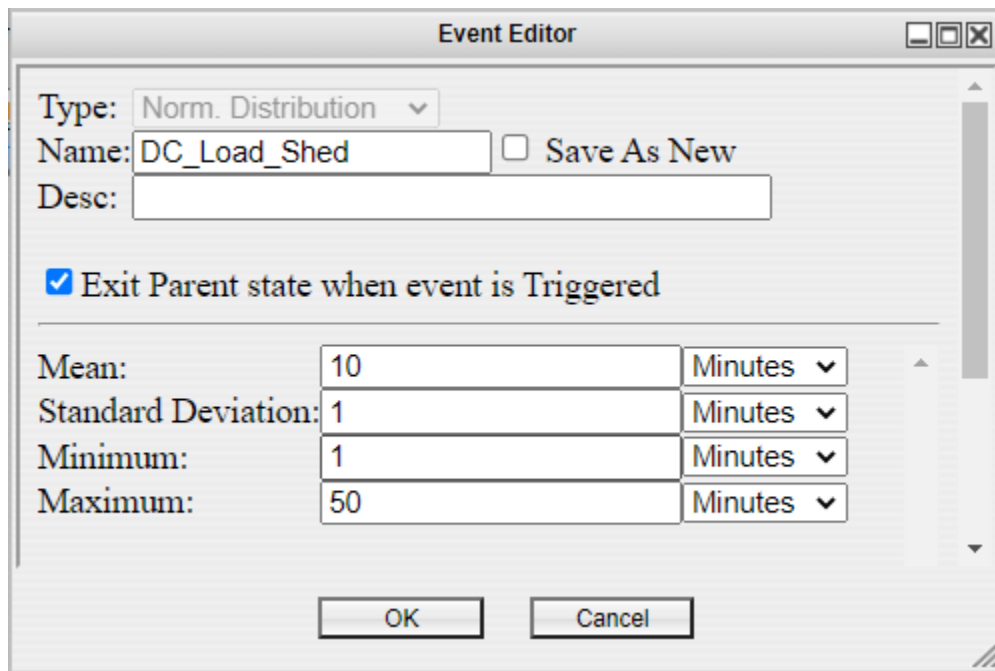 Event Editor
Type: Norm. Distribution
Name: DC_Load_Shed Save As New
Desc:
Exit Parent state when event is Triggered
Mean: 10 Minutes
Standard Deviation: 1 Minutes
Minimum: 1 Minutes
Maximum: 50 Minutes
OK Cancel